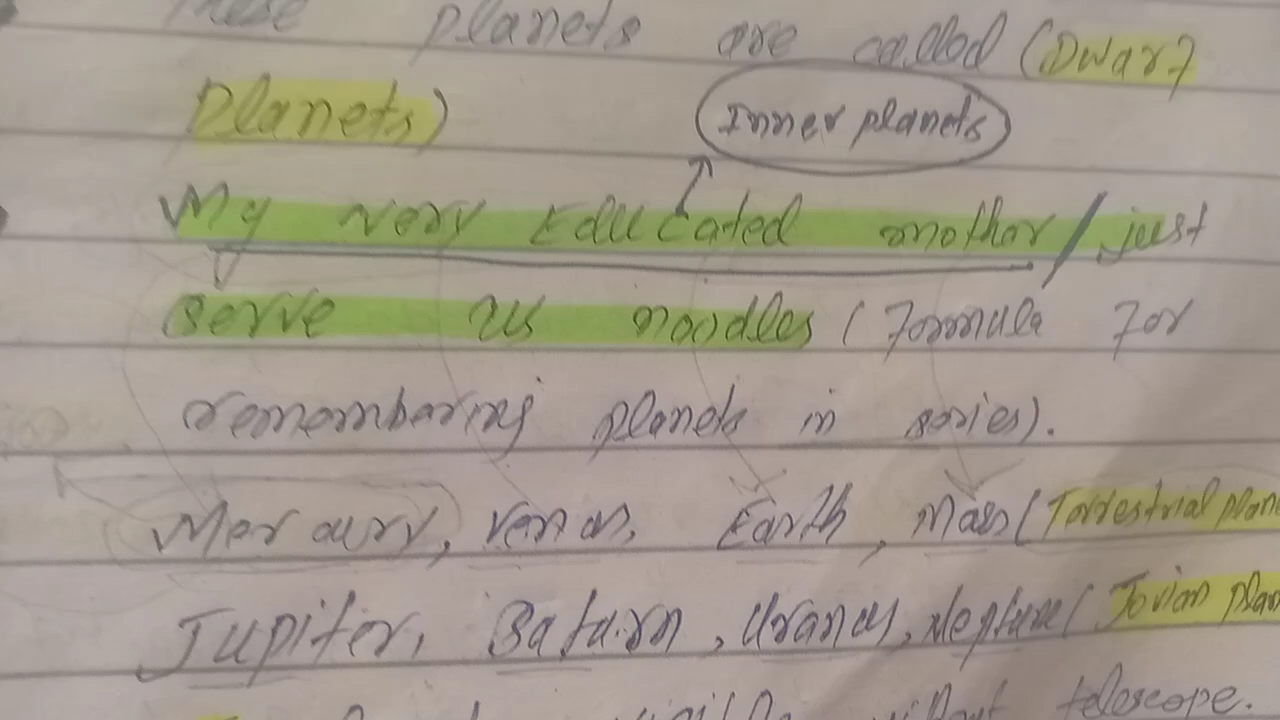 planets are called (Dwarf
planets)
Inner planets
My very Educated mother / just
serve us noodles (Formula For
remembering planets in series).
Mercury, venus, Earth, Mars (Terrestrial plan
Jupiter, Saturn, Uranus, Neptune (Jovian plan
without telescope.